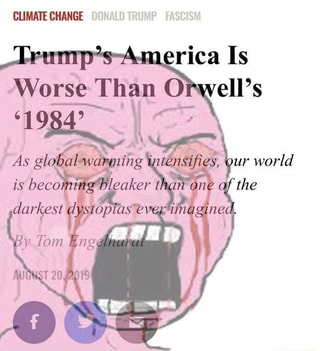 CLIMATE CHANGE DONALD TRUMP FASCISM
Trump's America Is
Worse Than Orwell's
‘1984’
As global warming intensifies, our world
is becoming bleaker than one of the
darkest dystopias ever imagined.
By Tom Engelhardt
AUGUST 20, 2019
f